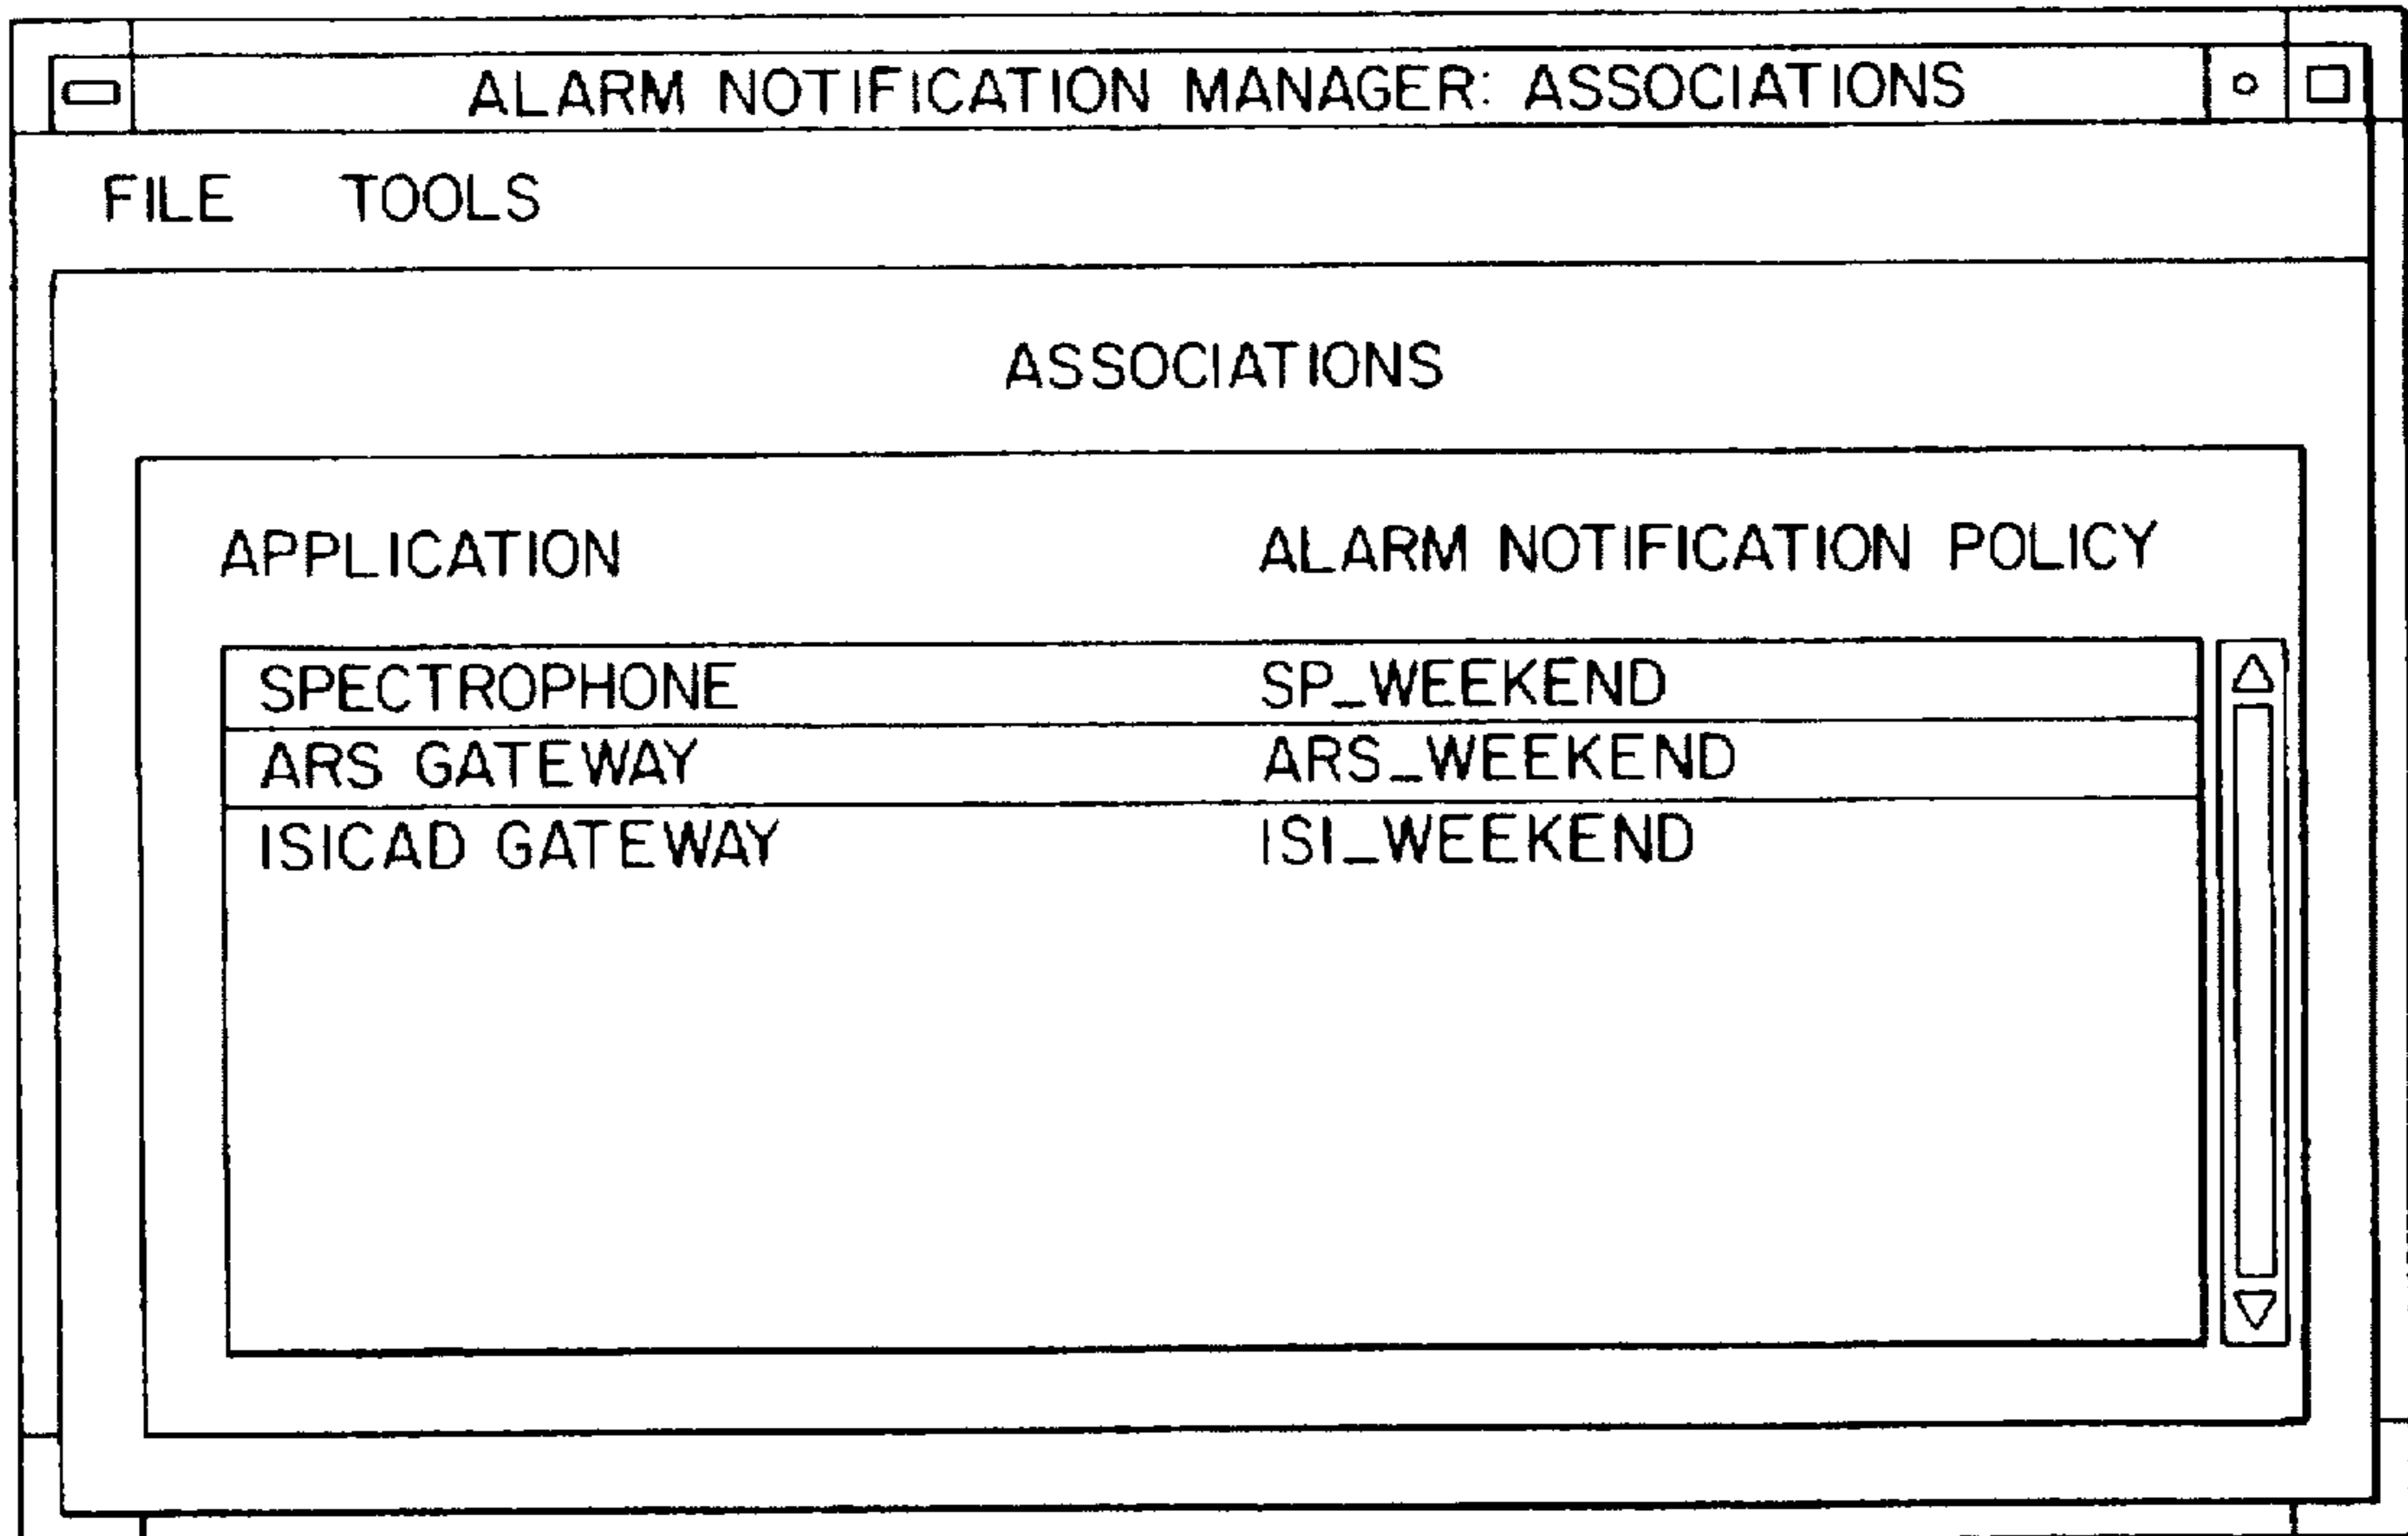 ALARM NOTIFICATION MANAGER: ASSOCIATIONS
FILE TOOLS
ASSOCIATIONS
APPLICATION ALARM NOTIFICATION POLICY
SPECTROPHONE SP_WEEKEND
ARS GATEWAY ARS_WEEKEND
ISICAD GATEWAY ISI_WEEKEND